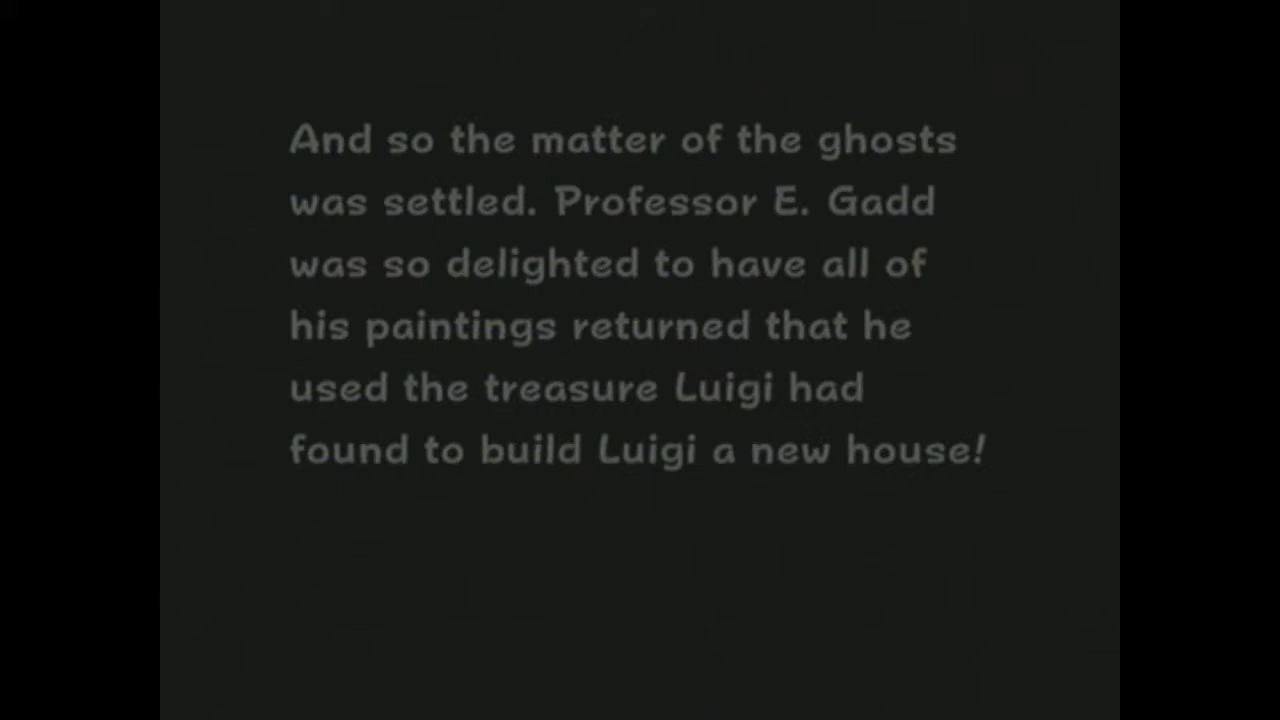 And so the matter of the ghosts
was settled. Professor E. Gadd
was so delighted to have all of
his paintings returned that he
used the treasure Luigi had
found to build Luigi a new house!